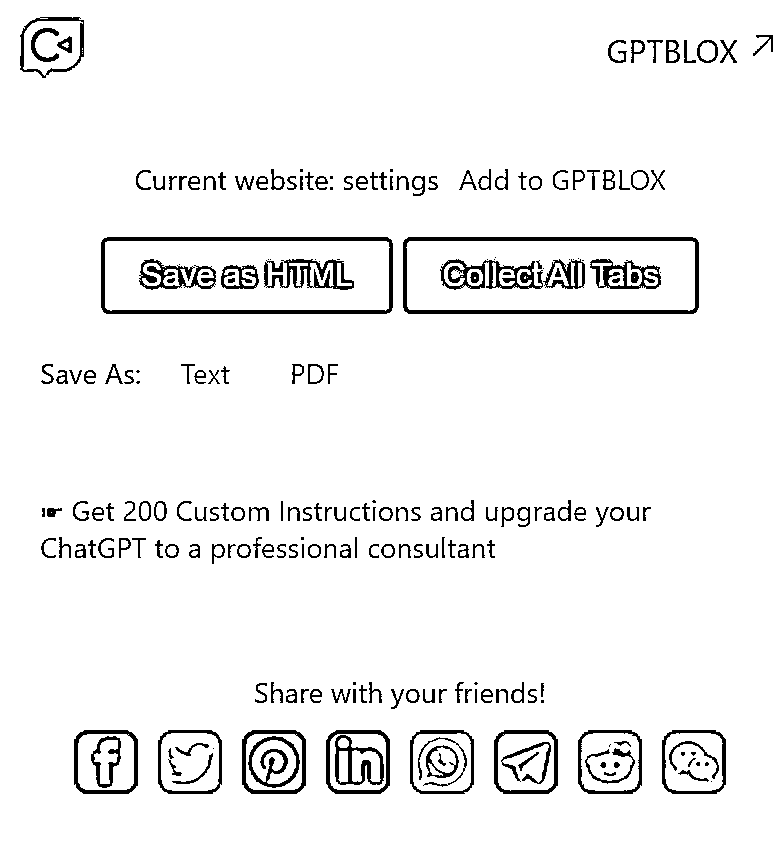 GPTBLOX
Current website: settings Add to GPTBLOX
Save as HTML Collect All Tabs
Save As: Text PDF
☛ Get 200 Custom Instructions and upgrade your
ChatGPT to a professional consultant
Share with your friends!